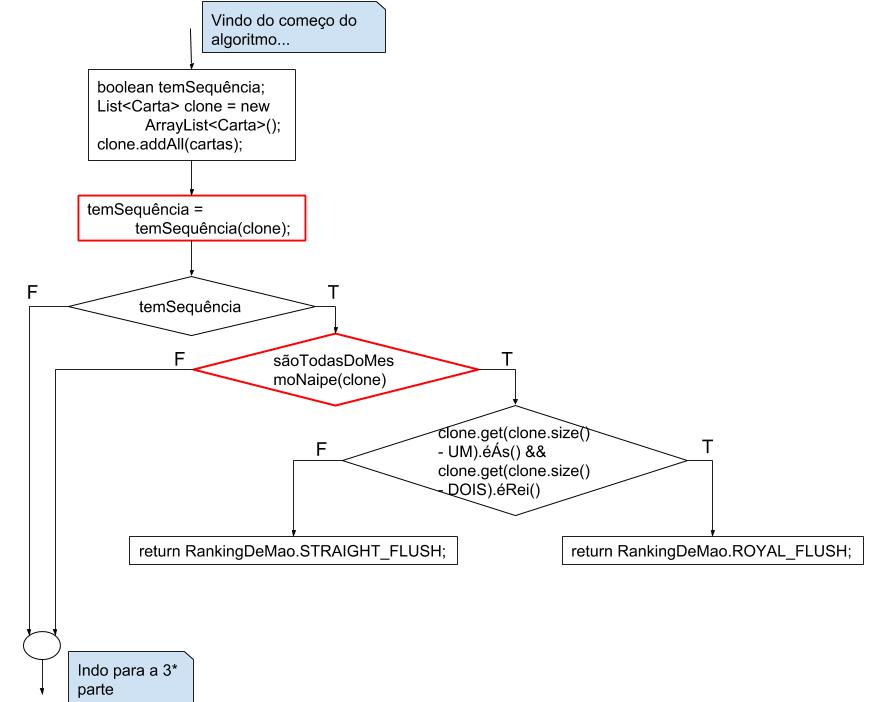 Vindo do começo do
algoritmo...
boolean temSequência;
List<Carta> clone = new
ArrayList<Carta>();
clone.addAll(cartas);
temSequência =
temSequência(clone);
F
T
temSequência
F
T
sãoTodasDoMes
moNaipe(clone)
F
T
clone.get(clone.size()
- UM).éÁs() &&
clone.get(clone.size()
- DOIS).éRei()
return RankingDeMao.STRAIGHT_FLUSH;
return RankingDeMao.ROYAL_FLUSH;
Indo para a 3*
parte